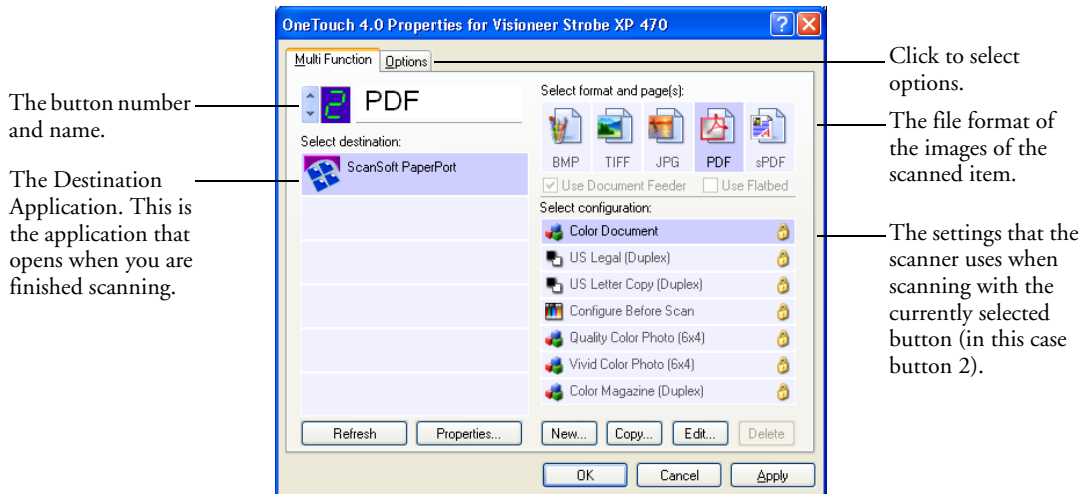 OneTouch 4.0 Properties for Visioneer Strobe XP 470
Multi Function
Options
2
PDF
Select destination:
ScanSoft PaperPort
Refresh
Properties...
Select format and page(s):
BMP
TIFF
JPG
PDF
sPDF
Use Document Feeder
Use Flatbed
Select configuration:
Color Document
US Legal (Duplex)
US Letter Copy (Duplex)
Configure Before Scan
Quality Color Photo (6x4)
Vivid Color Photo (6x4)
Color Magazine (Duplex)
New...
Copy...
Edit...
Delete
OK
Cancel
Apply
The button number
and name.
The Destination
Application. This is
the application that
opens when you are
finished scanning.
Click to select
options.
The file format of
the images of the
scanned item.
The settings that the
scanner uses when
scanning with the
currently selected
button (in this case
button 2).